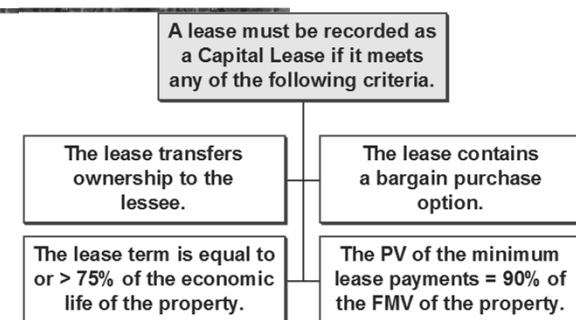 A lease must be recorded as
a Capital Lease if it meets
any of the following criteria.
The lease transfers
ownership to the
lessee.
The lease contains
a bargain purchase
option.
The lease term is equal to
or > 75% of the economic
life of the property.
The PV of the minimum
lease payments = 90% of
the FMV of the property.